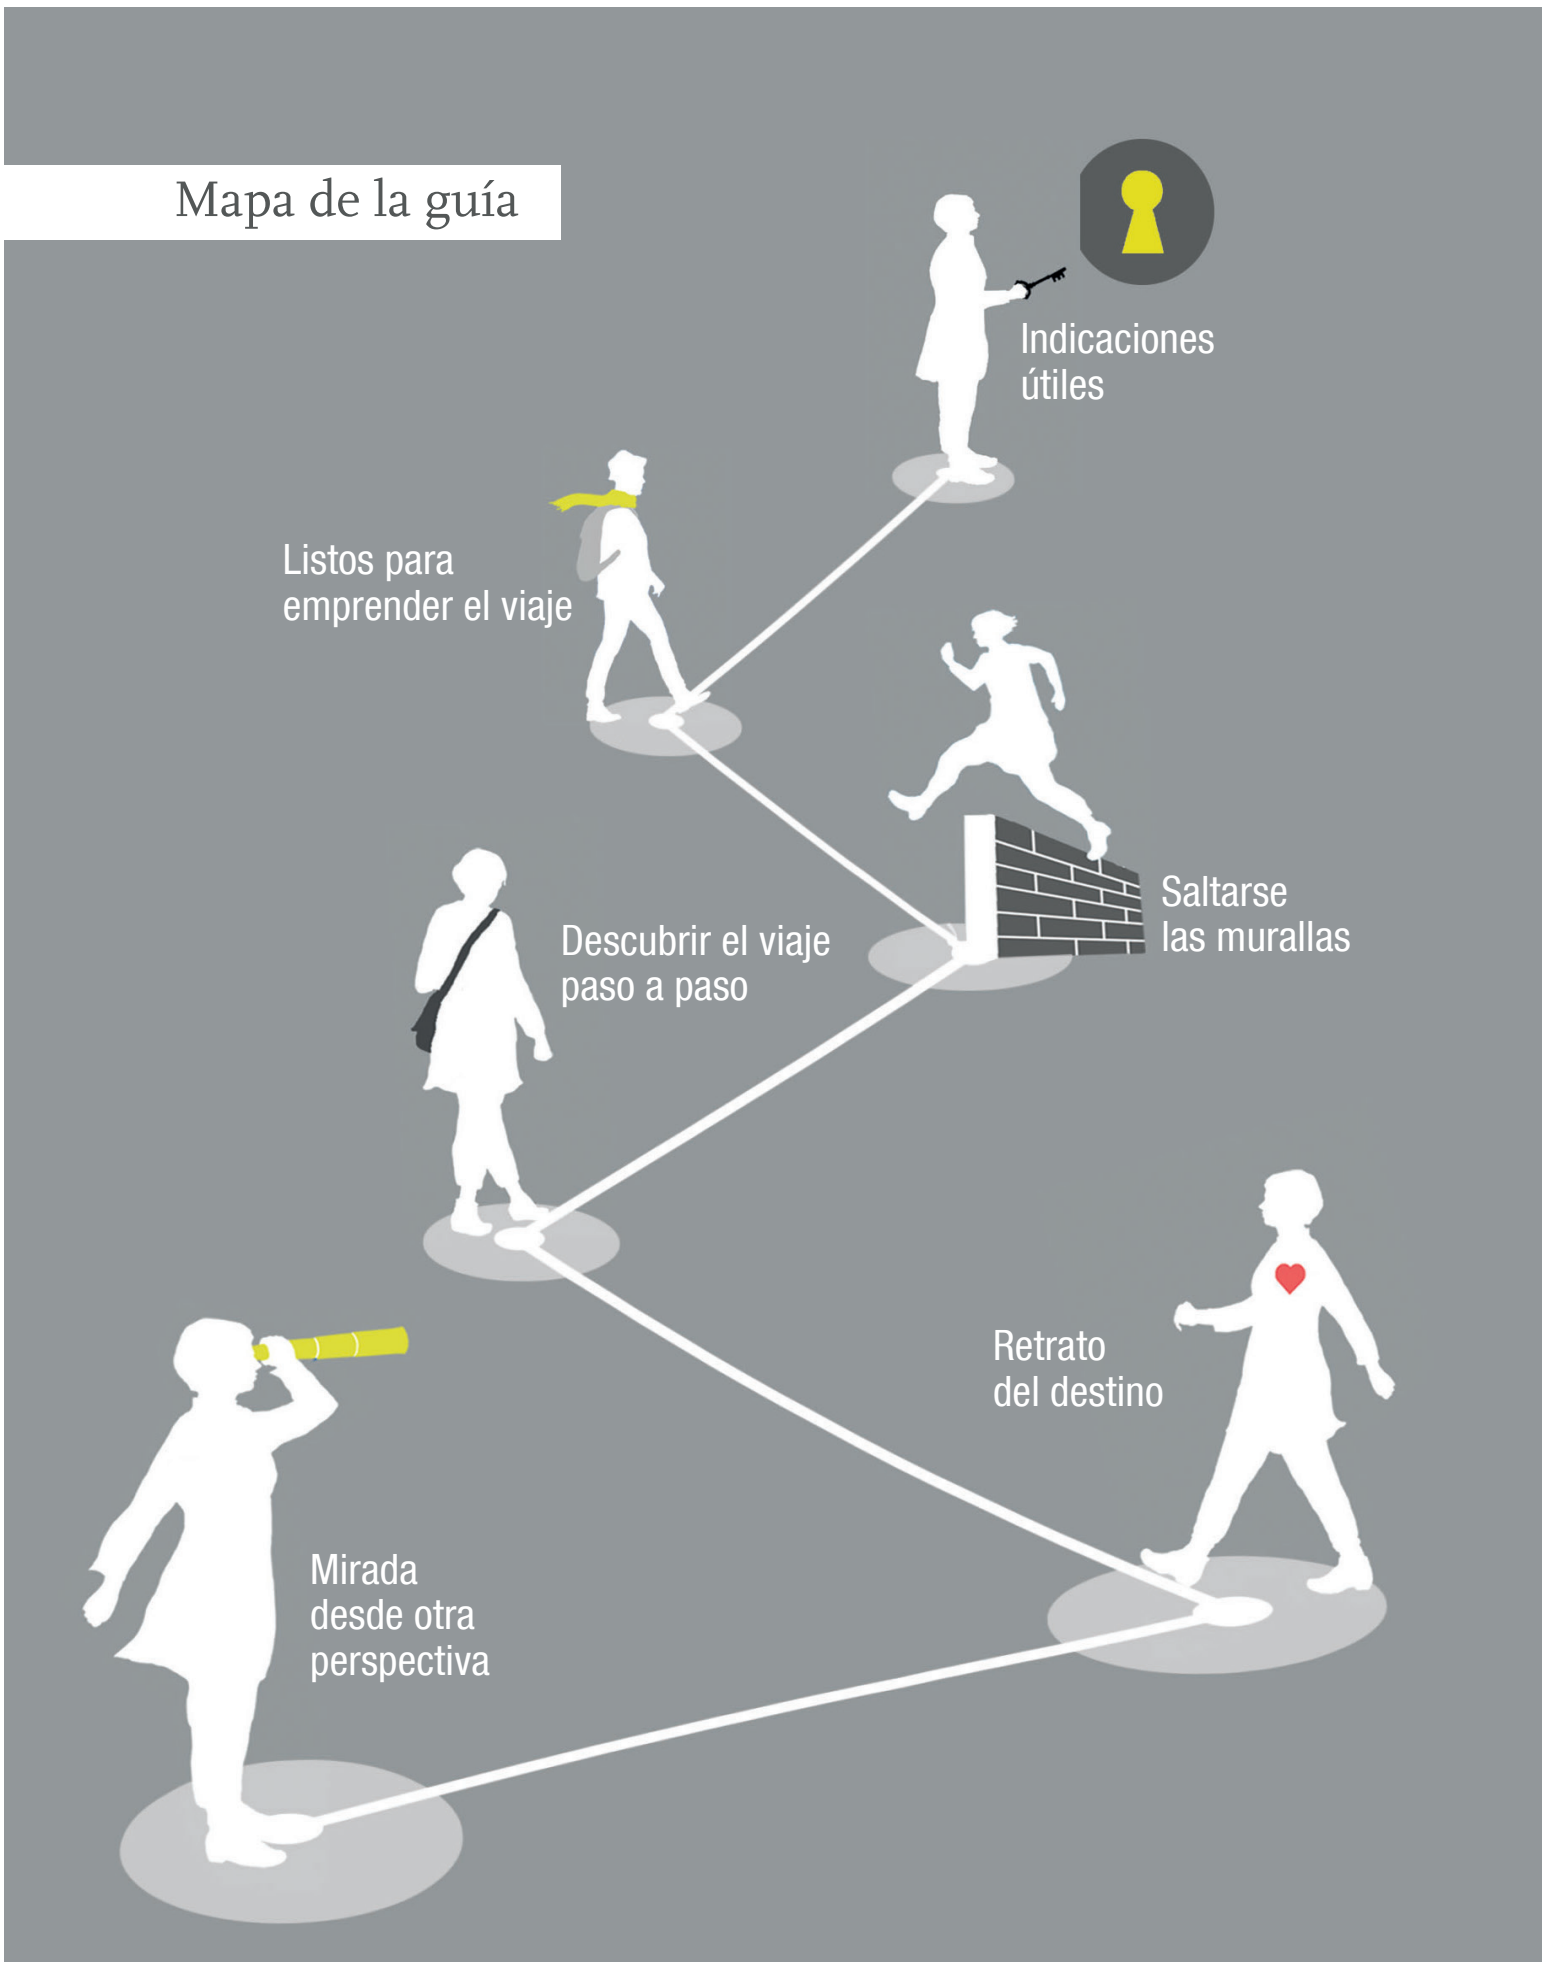 Mapa de la guía
Indicaciones
útiles
Listos para
emprender el viaje
Saltarse
las murallas
Descubrir el viaje
paso a paso
Retrato
del destino
Mirada
desde otra
perspectiva